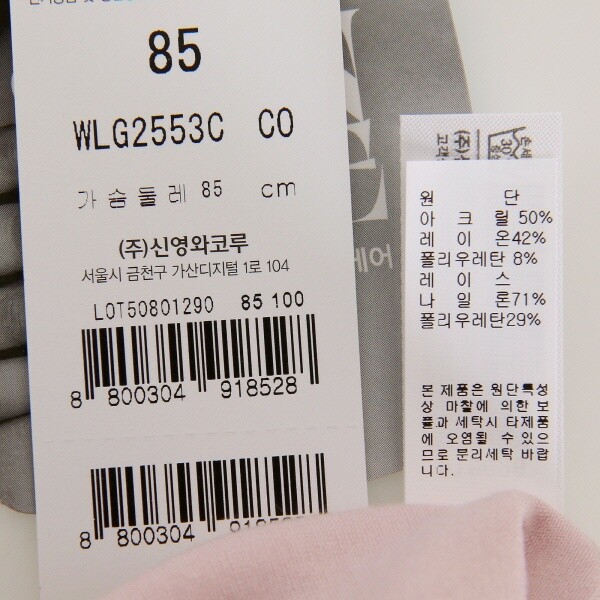 85
WLG2553C CO
가슴둘레 85 cm
(주)신영와코루
서울시 금천구 가산디지털 1로 104
LOT50801290 85 100
8 800304 918528
8 800304
케어
30
원 단
아 크 릴 50%
레 이 온42%
폴리우레탄 8%
레 이 스
나 일 론71%
폴리우레탄29%
본 제품은 원단특성
상 마찰에 의한 보
풀과 세탁시 타제품
에 오염될 수 있으
므로 분리세탁 바랍
니다.